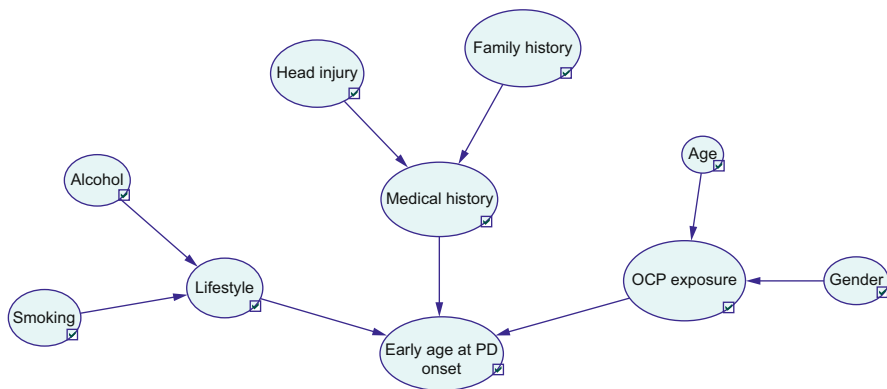 Family history
Head injury
Age
Alcohol
Medical history
OCP exposure
Gender
Lifestyle
Smoking
Early age at PD
onset